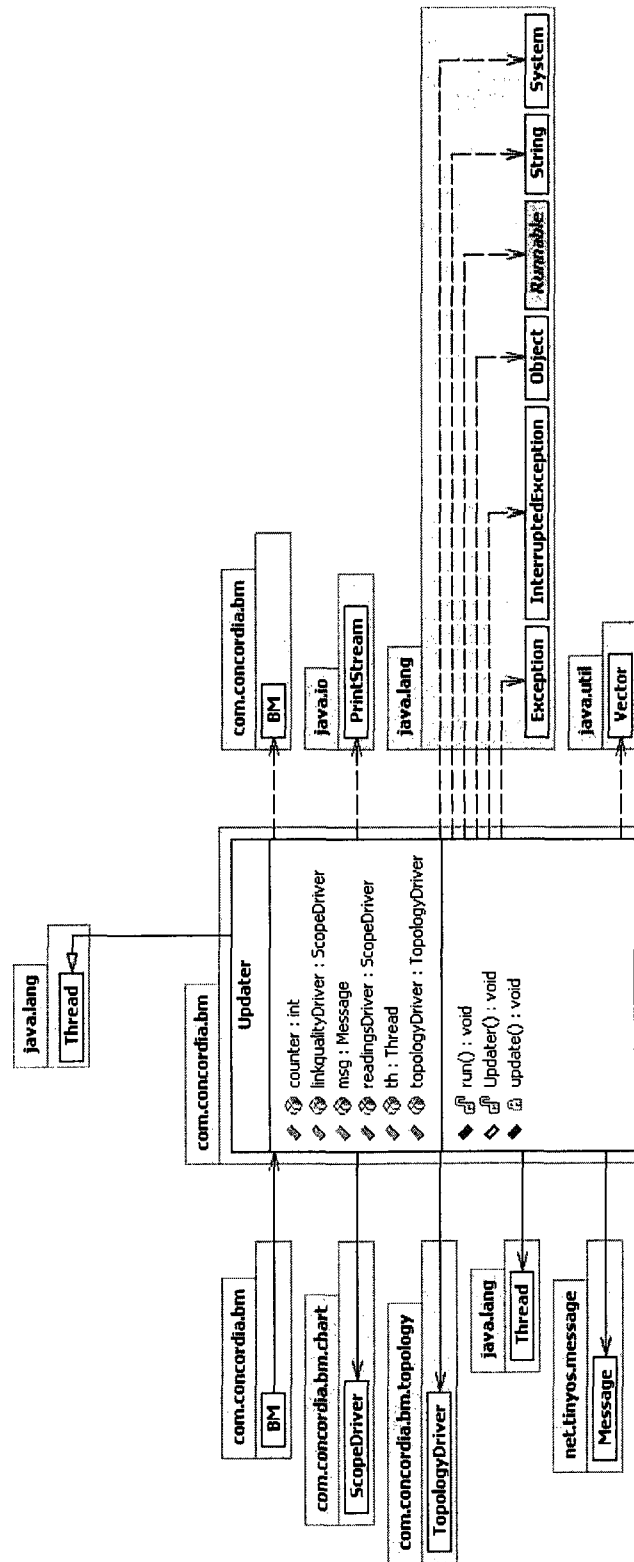 java.lang
Thread
com.concordia.bm
Updater
counter : int
linkqualityDriver : ScopeDriver
msg : Message
readingsDriver : ScopeDriver
th : Thread
topologyDriver : TopologyDriver
run() : void
Updater() : void
update() : void
com.concordia.bm
BM
com.concordia.bm.chart
ScopeDriver
com.concordia.bm.topology
TopologyDriver
java.lang
Thread
net.tinyos.message
Message
com.concordia.bm
BM
java.io
PrintStream
java.lang
Exception
InterruptedException
Object
Runnable
String
System
java.util
Vector